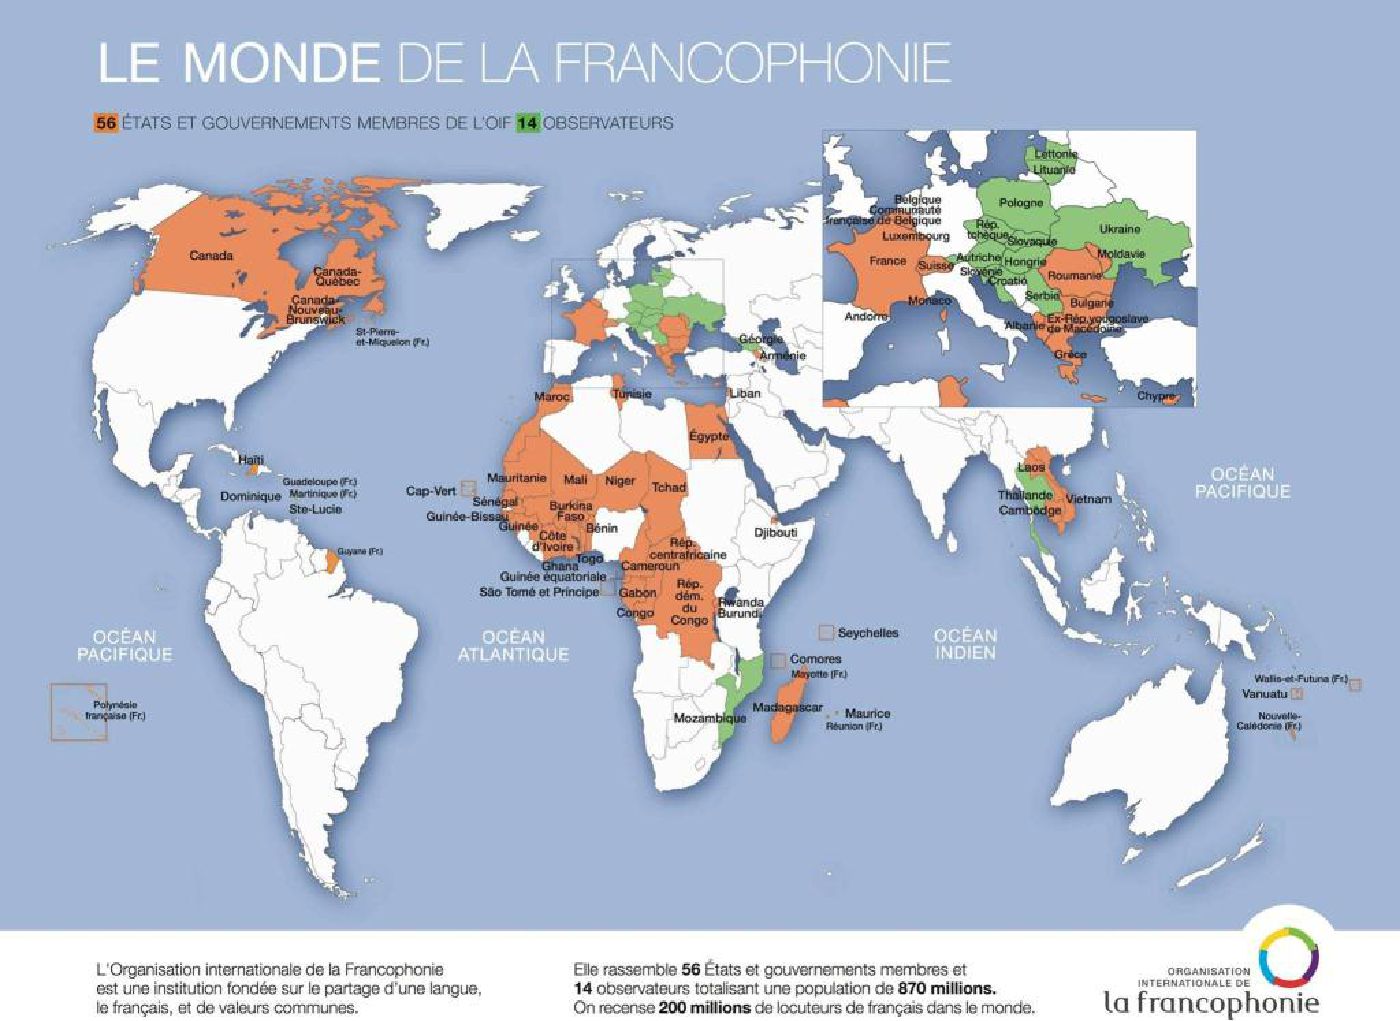 LE MONDE DE LA FRANCOPHONIE
56 ÉTATS ET GOUVERNEMENTS MEMBRES DE L'OIF 14 OBSERVATEURS
Lettonie
Lituanie
Pologne
Belgique
Communauté
française de Belgique
Luxembourg
Rép.
tchèque
Slovaquie
Ukraine
France
Suisse
Autriche
Hongrie
Moldavie
Slovénie
Croatie
Roumanie
Serbie
Bulgarie
Monaco
Andorre
Albanie
Ex-Rép.yougoslave
de Macédoine
Grèce
Chypre
Canada
Canada-
Québec
Canada-
Nouveau-
Brunswick
St-Pierre-
et-Miquelon (Fr.)
Géorgie
Arménie
Maroc
Tunisie
Liban
Égypte
Haïti
Guadeloupe (Fr.)
Dominique
Martinique (Fr.)
Ste-Lucie
Guyane (Fr.)
Cap-Vert
Mauritanie
Mali
Niger
Tchad
Sénégal
Guinée-Bissau
Guinée
Burkina
Faso
Bénin
Côte
d'Ivoire
Togo
Ghana
Guinée équatoriale
São Tomé et Principe
Cameroun
Rép.
centrafricaine
Gabon
Congo
Rép.
dém.
du
Congo
Rwanda
Burundi
Djibouti
Laos
Thaïlande
Vietnam
Cambodge
OCÉAN
PACIFIQUE
OCÉAN
PACIFIQUE
OCÉAN
ATLANTIQUE
OCÉAN
INDIEN
Seychelles
Comores
Mayotte (Fr.)
Mozambique
Madagascar
Maurice
Réunion (Fr.)
Polynésie
française (Fr.)
Wallis-et-Futuna (Fr.)
Vanuatu
Nouvelle-
Calédonie (Fr.)
L'Organisation internationale de la Francophonie
est une institution fondée sur le partage d'une langue,
le français, et de valeurs communes.
Elle rassemble 56 États et gouvernements membres et
14 observateurs totalisant une population de 870 millions.
On recense 200 millions de locuteurs de français dans le monde.
ORGANISATION
INTERNATIONALE DE
la francophonie